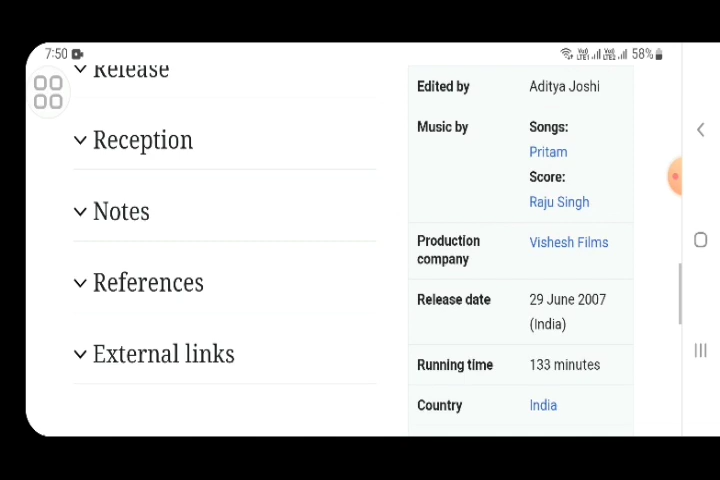 7:50
58%
Release
Reception
Notes
References
External links
Edited by Aditya Joshi
Music by Songs:
Pritam
Score:
Raju Singh
Production Vishesh Films
company
Release date 29 June 2007
(India)
Running time 133 minutes
Country India